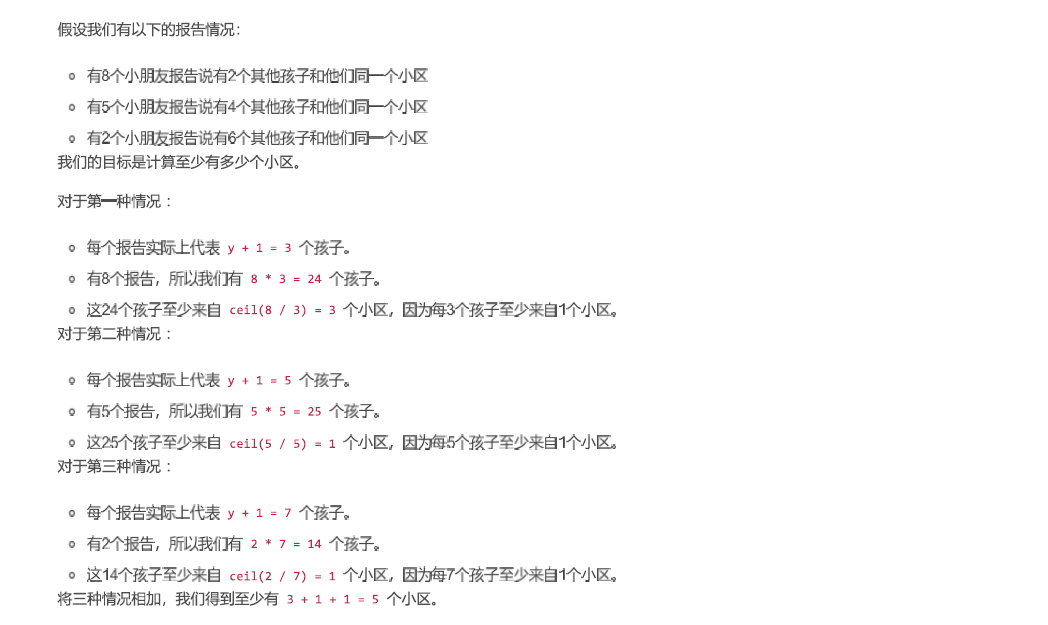 假设我们有以下的报告情况：
有8个小朋友报告说有2个其他孩子和他们同一个小区
有5个小朋友报告说有4个其他孩子和他们同一个小区
有2个小朋友报告说有6个其他孩子和他们同一个小区
我们的目标是计算至少有多少个小区。
对于第一种情况：
每个报告实际上代表 y + 1 = 3 个孩子。
有8个报告，所以我们有 8 * 3 = 24 个孩子。
这24个孩子至少来自 ceil(8 / 3) = 3 个小区，因为每3个孩子至少来自1个小区。
对于第二种情况：
每个报告实际上代表 y + 1 = 5 个孩子。
有5个报告，所以我们有 5 * 5 = 25 个孩子。
这25个孩子至少来自 ceil(5 / 5) = 1 个小区，因为每5个孩子至少来自1个小区。
对于第三种情况：
每个报告实际上代表 y + 1 = 7 个孩子。
有2个报告，所以我们有 2 * 7 = 14 个孩子。
这14个孩子至少来自 ceil(2 / 7) = 1 个小区，因为每7个孩子至少来自1个小区。
将三种情况相加，我们得到至少有 3 + 1 + 1 = 5 个小区。